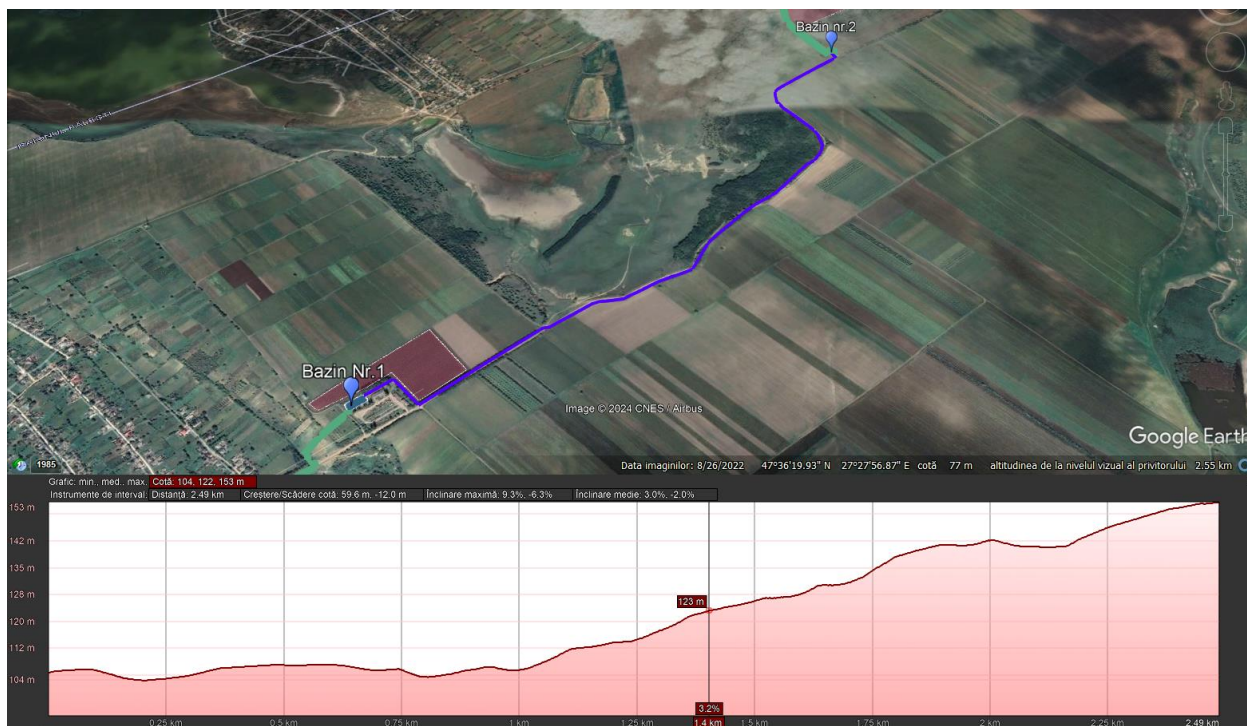 Bazin nr.2
Bazin Nr.1
Image © 2024 CNES / Airbus
Google Earth
1985
Data imaginilor: 8/26/2022 47°36'19.93" N 27°27'56.87" E cotă 77 m altitudinea de la nivelul vizual al privitorului 2.55 km
Grafic: min., med., max. Cotă: 104, 122, 153 m
Instrumente de interval: Distanţă: 2.49 km Creştere/Scădere cotă: 59.6 m, -12.0 m Înclinare maximă: 9.3%, -6.3% Înclinare medie: 3.0%, -2.0%
153 m
142 m
136 m
128 m
120 m
112 m
104 m
123 m
3.2%
0.25 km 0.5 km 0.75 km 1 km 1.25 km 1.4 km 1.5 km 1.75 km 2 km 2.25 km 2.49 km